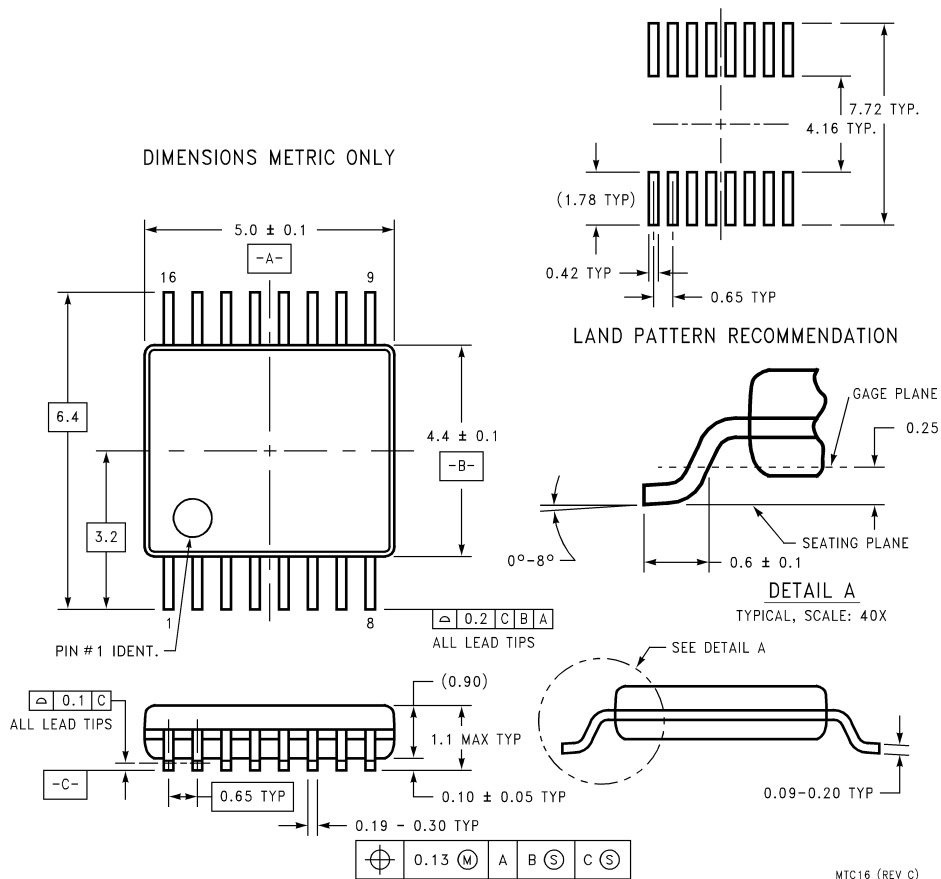 7.72 TYP.
4.16 TYP.
DIMENSIONS METRIC ONLY
(1.78 TYP)
5.0 ± 0.1
-A-
0.42 TYP
0.65 TYP
16
9
LAND PATTERN RECOMMENDATION
GAGE PLANE
0.25
6.4
4.4 ± 0.1
-B-
3.2
SEATING PLANE
0°-8°
0.6 ± 0.1
DETAIL A
TYPICAL, SCALE: 40X
1
8
⌓ 0.2 C B A
ALL LEAD TIPS
PIN #1 IDENT.
SEE DETAIL A
(0.90)
⌓ 0.1 C
ALL LEAD TIPS
1.1 MAX TYP
-C-
0.65 TYP
0.10 ± 0.05 TYP
0.09-0.20 TYP
0.19 - 0.30 TYP
⌖ 0.13 Ⓜ A B Ⓢ C Ⓢ
MTC16 (REV C)